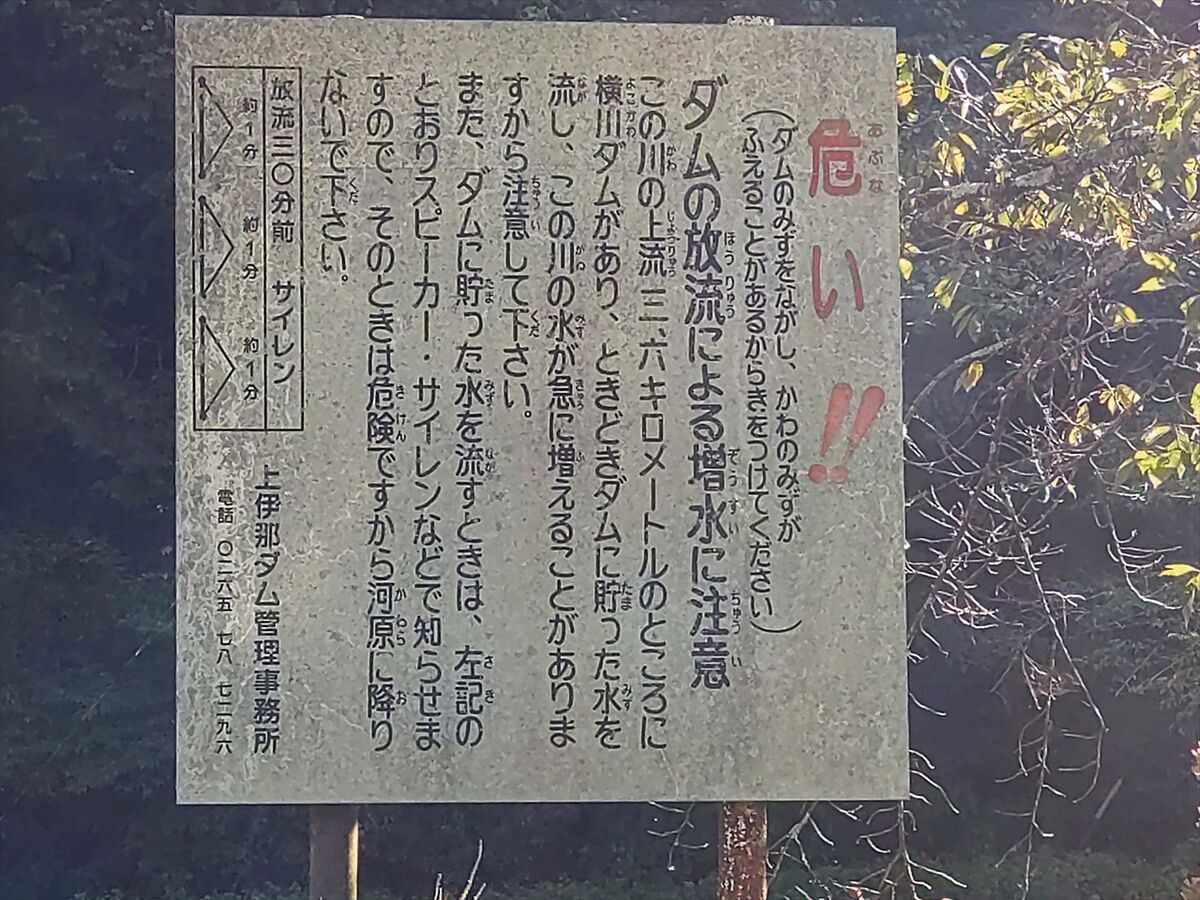 危い!!
(ダムのみずをながし、かわのみずが
ふえることがあるからきをつけてください)
ダムの放流による増水に注意
この川の上流三.六キロメートルのところに
横川ダムがあり、ときどきダムに貯った水を
流し、この川の水が急に増えることがありま
すから注意して下さい。
また、ダムに貯った水を流すときは、左記の
とおりスピーカー・サイレンなどで知らせま
すので、そのときは危険ですから河原に降り
ないで下さい。
放流三〇分前 サイレン
約1分 約1分 約1分
上伊那ダム管理事務所
電話 〇二六五 七八 七二九六